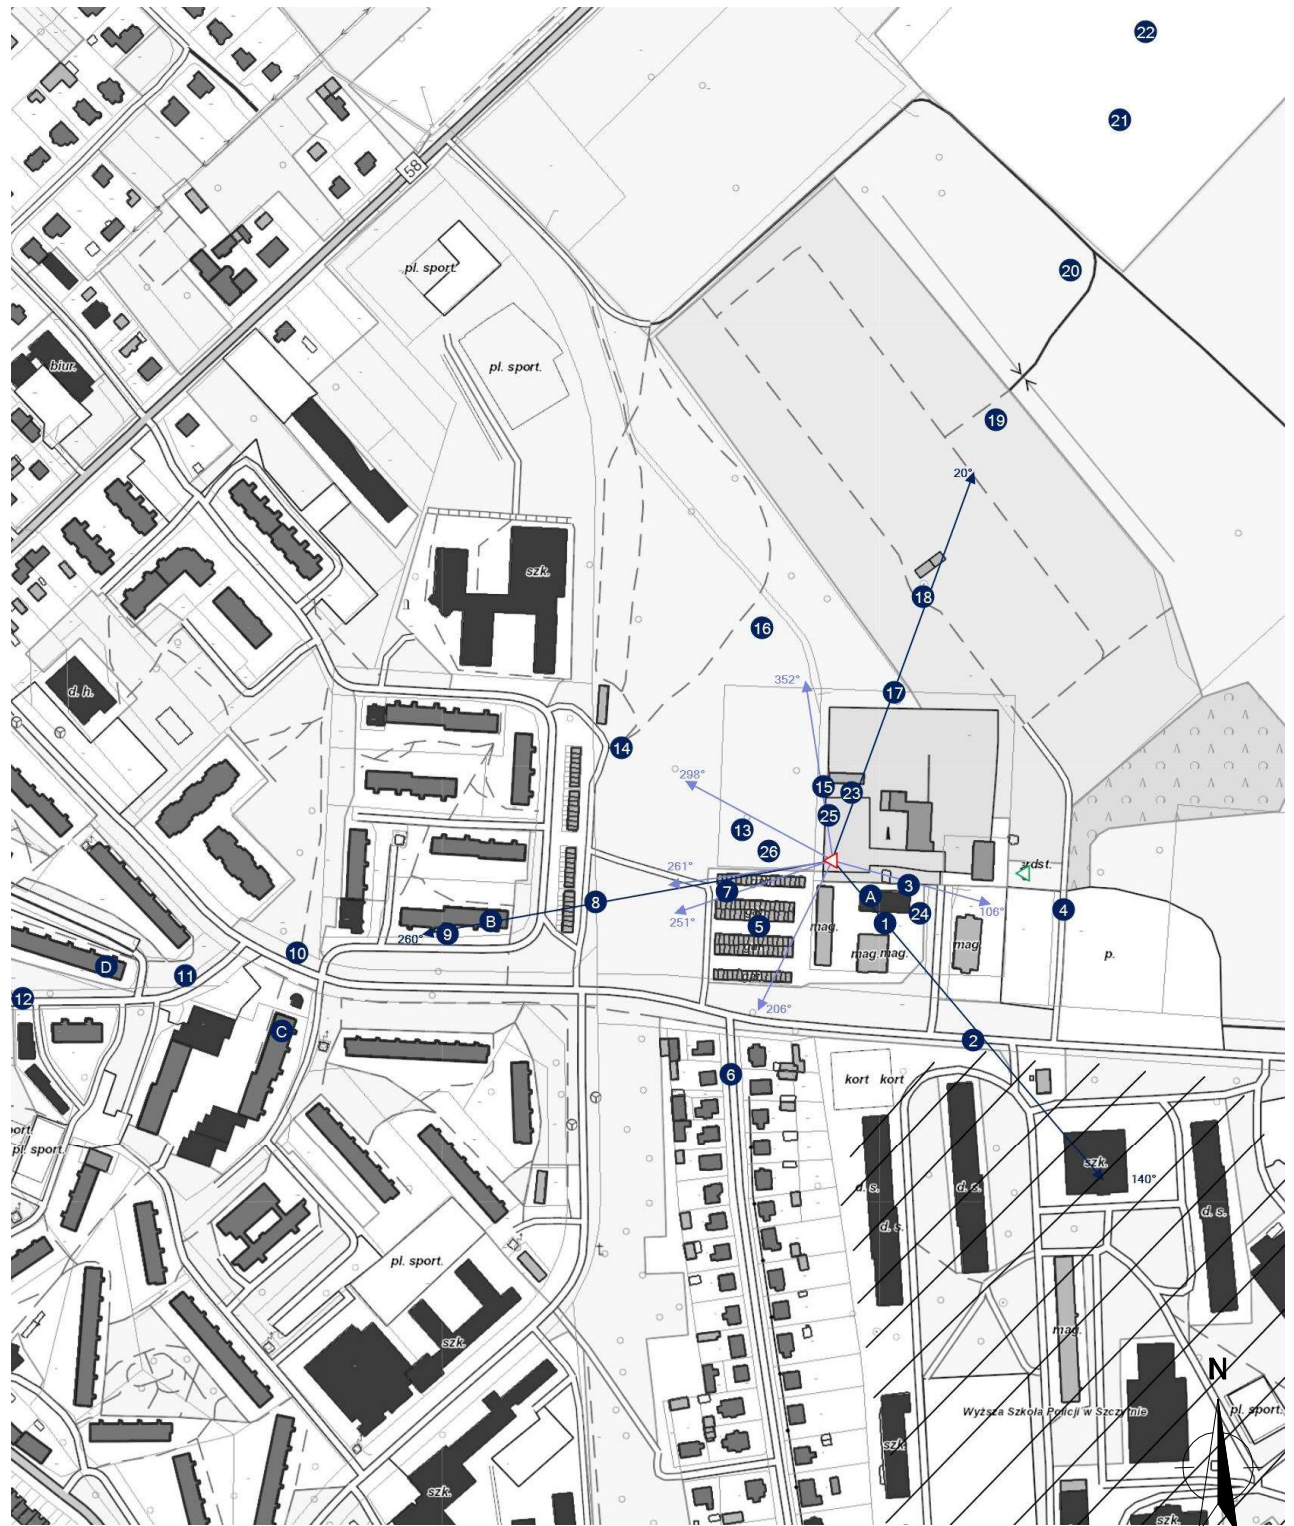 22
21
58
pl. sport.
20
biur.
pl. sport.
19
20°
szk.
18
16
352°
d. h.
17
14
298°
15
23
25
13
26
261°
7
A
3
106°
4
8
B
251°
24
260°
9
5
1
mag.
mag.
mag.
mag.
p.
10
D
11
12
206°
C
2
6
kort
kort
szk.
140°
pl. sport.
d. s.
d. s.
d. s.
d. s.
pl. sport.
mag.
szk.
N
Wyższa Szkoła Policji w Szczytnie
pl. sport.
szk.
szk.
szk.